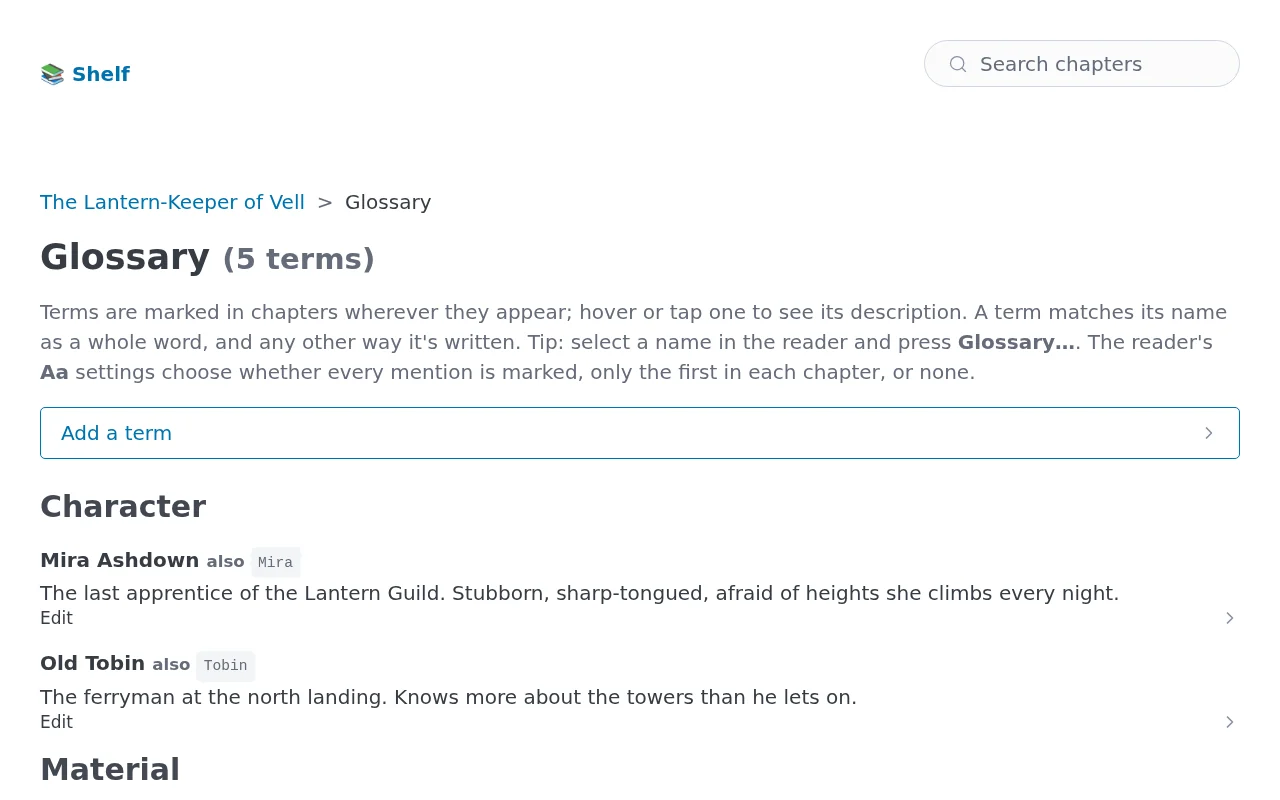 📚 Shelf
Search chapters
The Lantern-Keeper of Vell > Glossary
Glossary (5 terms)
Terms are marked in chapters wherever they appear; hover or tap one to see its description. A term matches its name
as a whole word, and any other way it's written. Tip: select a name in the reader and press Glossary…. The reader's
Aa settings choose whether every mention is marked, only the first in each chapter, or none.
Add a term
Character
Mira Ashdown also Mira
The last apprentice of the Lantern Guild. Stubborn, sharp-tongued, afraid of heights she climbs every night.
Edit
Old Tobin also Tobin
The ferryman at the north landing. Knows more about the towers than he lets on.
Edit
Material